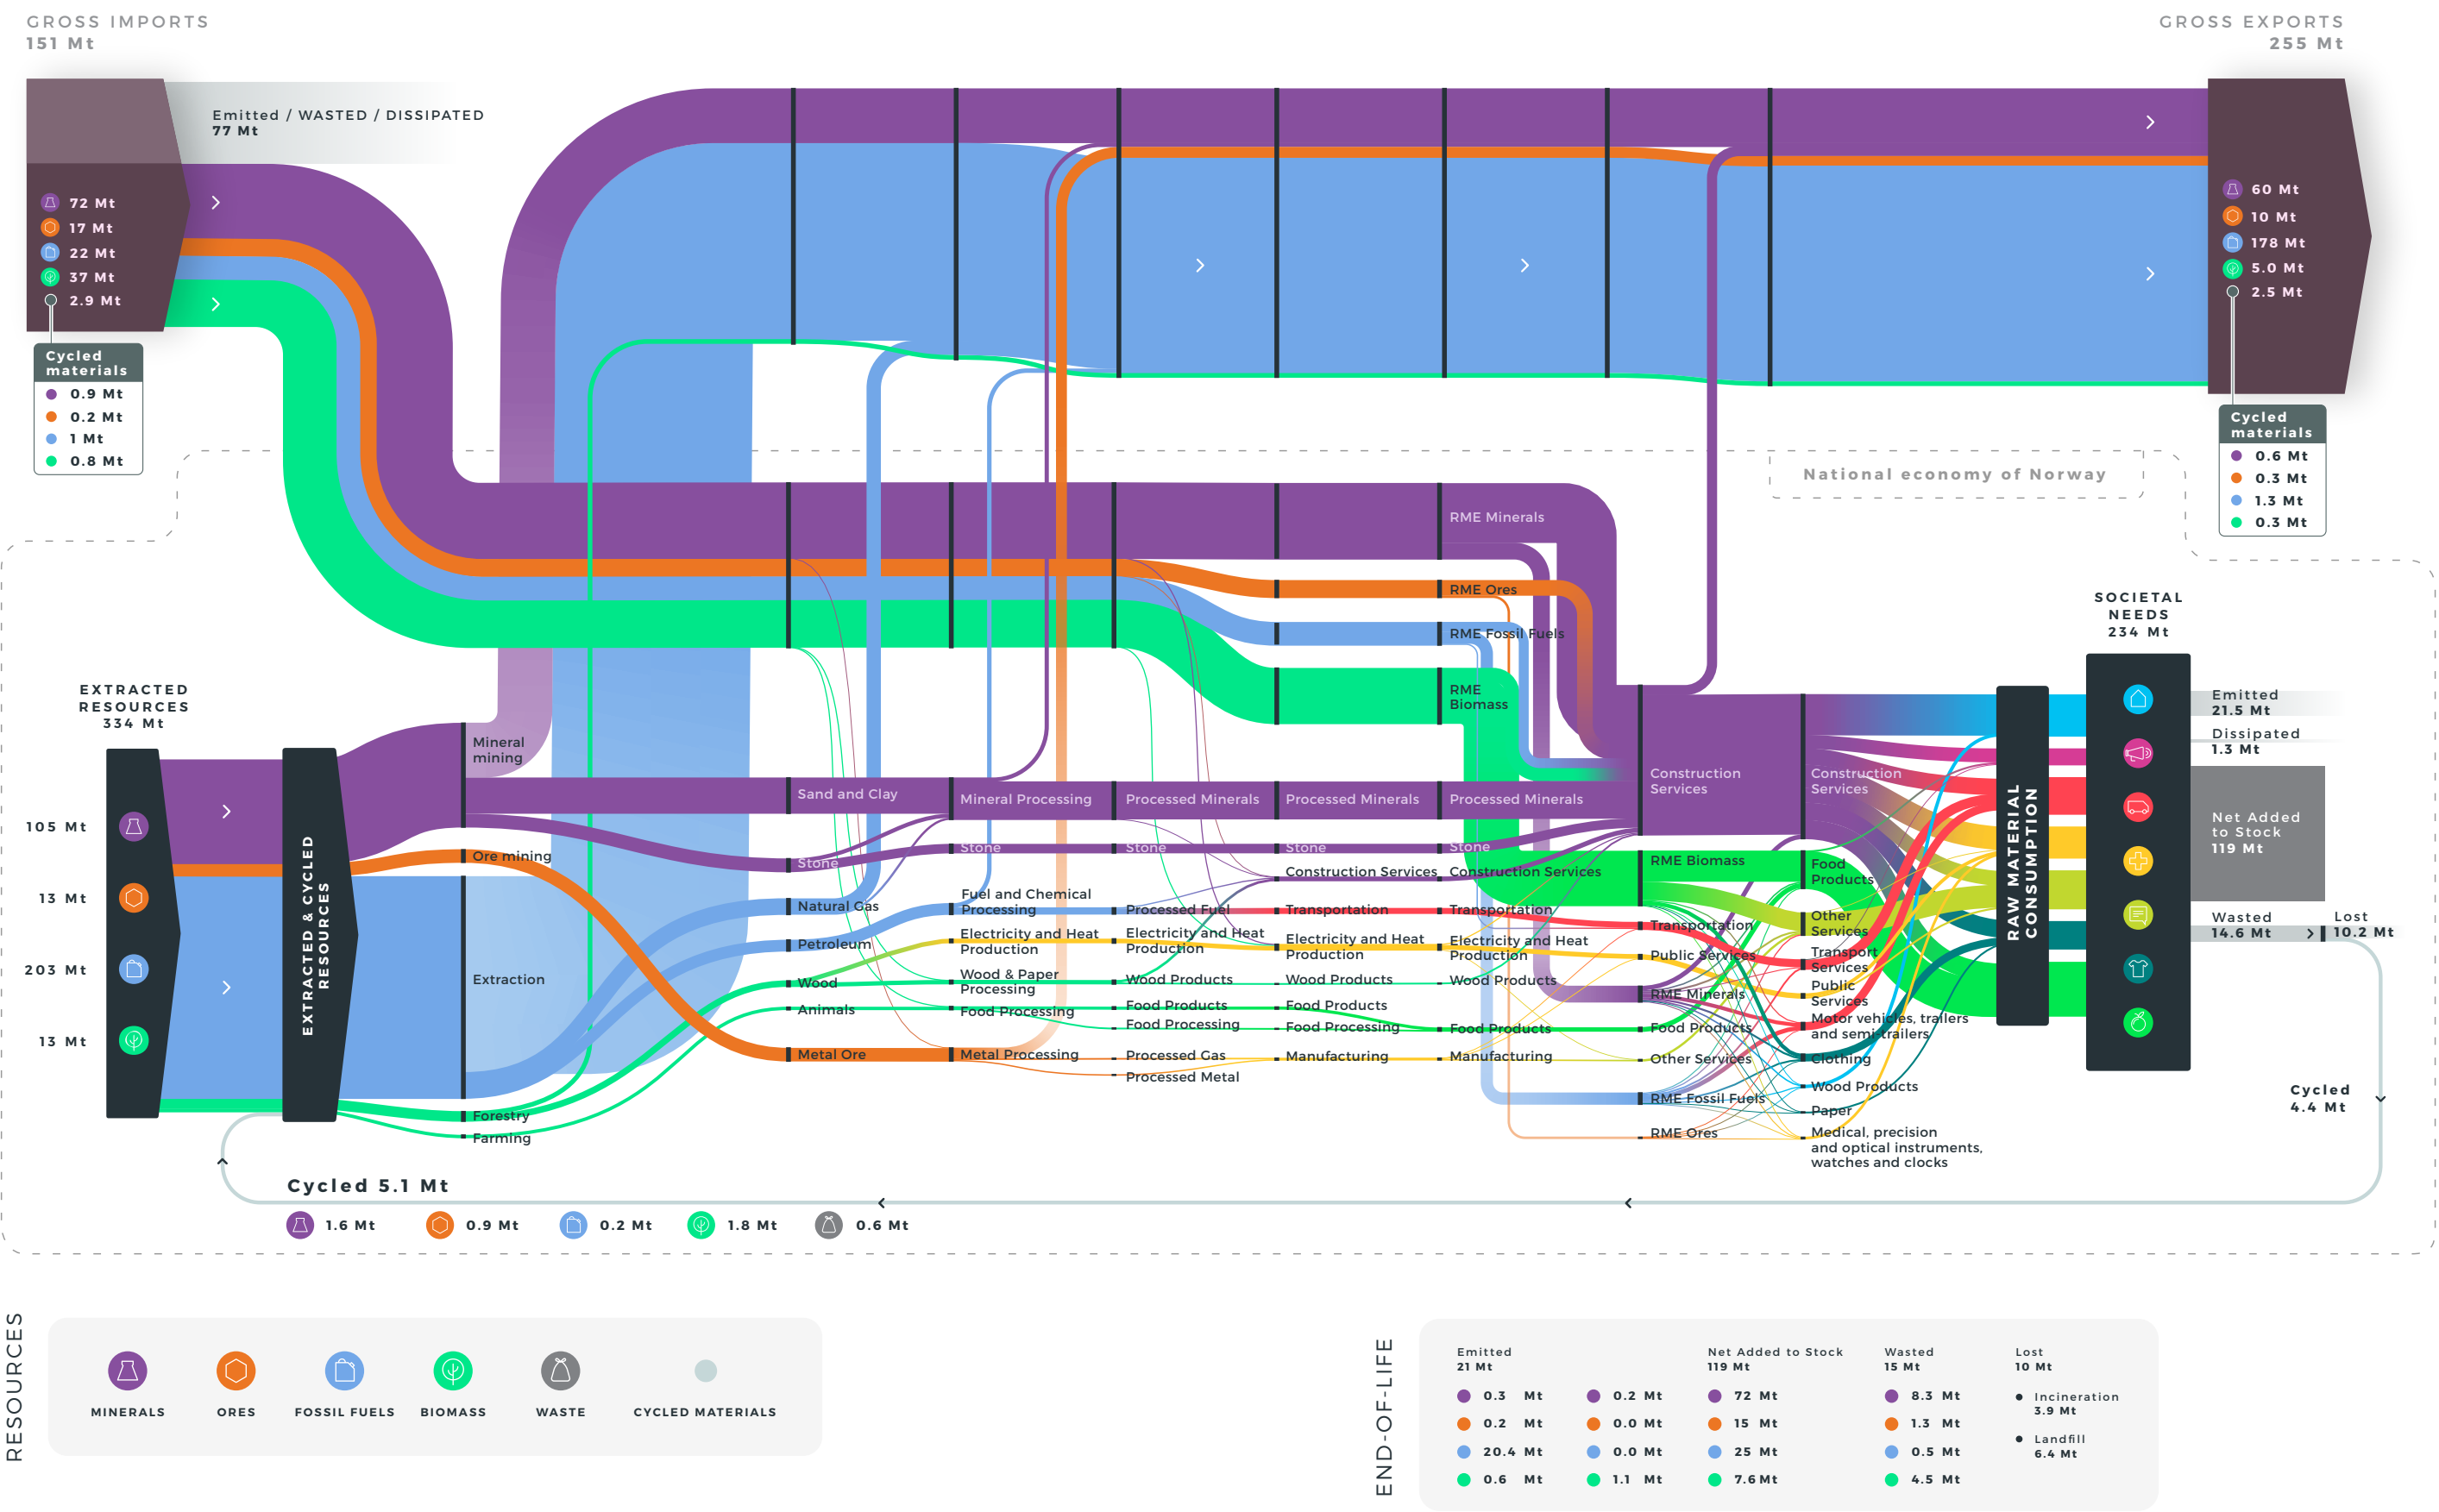 GROSS IMPORTS
151 Mt
GROSS EXPORTS
255 Mt
Emitted / WASTED / DISSIPATED
77 Mt
72 Mt
17 Mt
22 Mt
37 Mt
2.9 Mt
Cycled
materials
0.9 Mt
0.2 Mt
1 Mt
0.8 Mt
60 Mt
10 Mt
178 Mt
5.0 Mt
2.5 Mt
Cycled
materials
0.6 Mt
0.3 Mt
1.3 Mt
0.3 Mt
National economy of Norway
RME Minerals
RME Ores
RME Fossil Fuels
RME
Biomass
SOCIETAL
NEEDS
234 Mt
EXTRACTED
RESOURCES
334 Mt
105 Mt
13 Mt
203 Mt
13 Mt
EXTRACTED & CYCLED
RESOURCES
Mineral
mining
Ore mining
Extraction
Forestry
Farming
Sand and Clay
Stone
Natural Gas
Petroleum
Wood
Animals
Metal Ore
Mineral Processing
Stone
Fuel and Chemical
Processing
Electricity and Heat
Production
Wood & Paper
Processing
Food Processing
Metal Processing
Processed Minerals
Stone
Processed Fuel
Electricity and Heat
Production
Wood Products
Food Products
Food Processing
Processed Gas
Processed Metal
Processed Minerals
Stone
Construction Services
Transportation
Electricity and Heat
Production
Wood Products
Food Products
Food Processing
Manufacturing
Processed Minerals
Stone
Construction Services
Transportation
Electricity and Heat
Production
Wood Products
Food Products
Manufacturing
Construction
Services
RME Biomass
Transportation
Public Services
RME Minerals
Food Products
Other Services
RME Fossil Fuels
RME Ores
Construction
Services
Food
Products
Other
Services
Transport
Services
Public
Services
Motor vehicles, trailers
and semi-trailers
Clothing
Wood Products
Paper
Medical, precision
and optical instruments,
watches and clocks
RAW MATERIAL
CONSUMPTION
Emitted
21.5 Mt
Dissipated
1.3 Mt
Net Added
to Stock
119 Mt
Wasted
14.6 Mt
Lost
10.2 Mt
Cycled
4.4 Mt
Cycled 5.1 Mt
1.6 Mt
0.9 Mt
0.2 Mt
1.8 Mt
0.6 Mt
RESOURCES
MINERALS
ORES
FOSSIL FUELS
BIOMASS
WASTE
CYCLED MATERIALS
END-OF-LIFE
Emitted
21 Mt
0.3 Mt
0.2 Mt
20.4 Mt
0.6 Mt
0.2 Mt
0.0 Mt
0.0 Mt
1.1 Mt
Net Added to Stock
119 Mt
72 Mt
15 Mt
25 Mt
7.6 Mt
Wasted
15 Mt
8.3 Mt
1.3 Mt
0.5 Mt
4.5 Mt
Lost
10 Mt
Incineration
3.9 Mt
Landfill
6.4 Mt